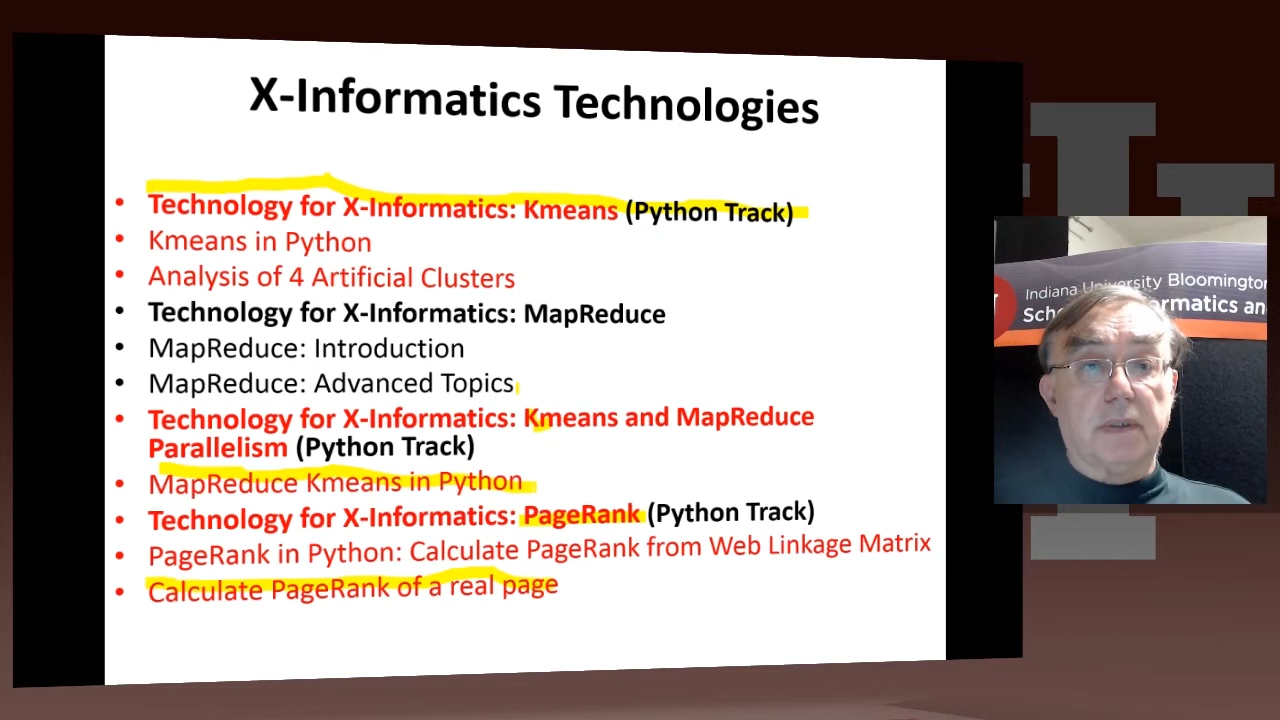 X-Informatics Technologies
• Technology for X-Informatics: Kmeans (Python Track)
• Kmeans in Python
• Analysis of 4 Artificial Clusters
• Technology for X-Informatics: MapReduce
• MapReduce: Introduction
• MapReduce: Advanced Topics
• Technology for X-Informatics: Kmeans and MapReduce
Parallelism (Python Track)
• MapReduce Kmeans in Python
• Technology for X-Informatics: PageRank (Python Track)
• PageRank in Python: Calculate PageRank from Web Linkage Matrix
• Calculate PageRank of a real page
Indiana University Bloomington